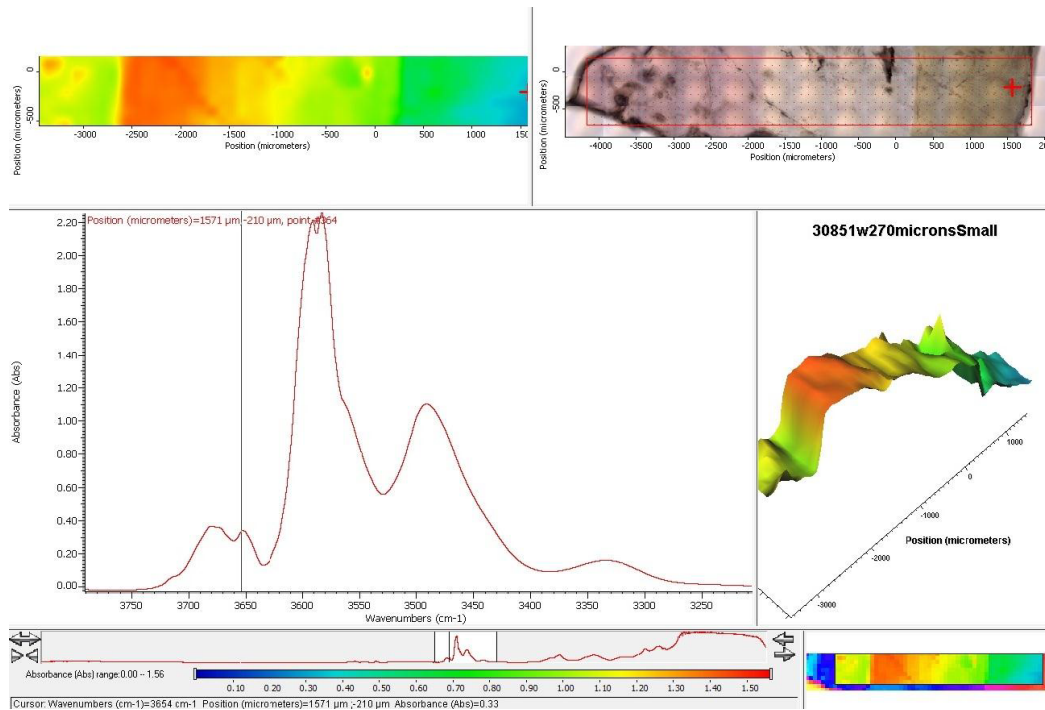 0
-500
Position (micrometers)
-3000 -2500 -2000 -1500 -1000 -500 0 500 1000 1500
Position (micrometers)
0
-500
Position (micrometers)
-4000 -3500 -3000 -2500 -2000 -1500 -1000 -500 0 500 1000 1500
Position (micrometers)
Position (micrometers)=1571 µm,-210 µm, point
2.20
2.00
1.80
1.60
1.40
1.20
1.00
0.80
0.60
0.40
0.20
0.00
Absorbance (Abs)
3750 3700 3650 3600 3550 3500 3450 3400 3350 3300 3250
Wavenumbers (cm-1)
30851w270micronsSmall
1000
0
-1000
-2000
-3000
Position (micrometers)
Absorbance (Abs) range:0.00 -- 1.56
0.10 0.20 0.30 0.40 0.50 0.60 0.70 0.80 0.90 1.00 1.10 1.20 1.30 1.40 1.50
Cursor: Wavenumbers (cm-1)=3654 cm-1 Position (micrometers)=1571 µm ;-210 µm Absorbance (Abs)=0.33